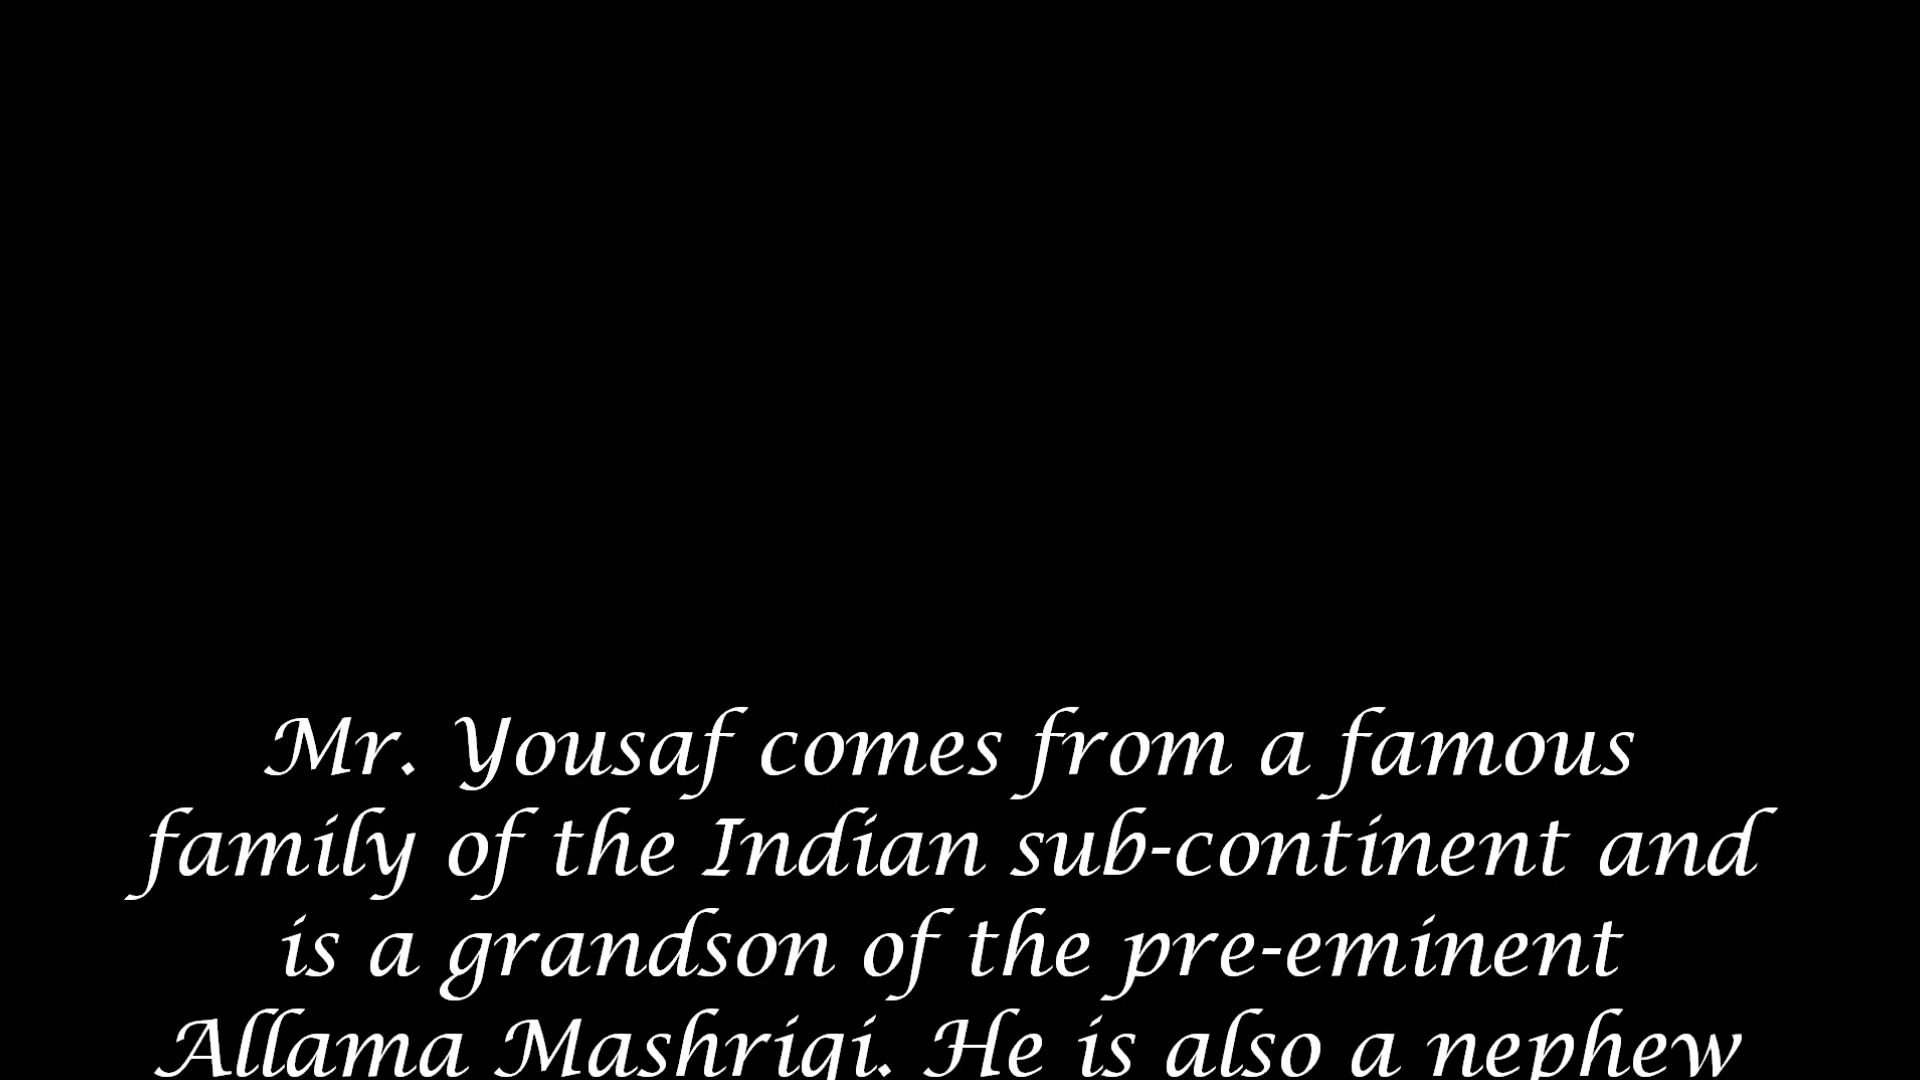 Mr. Yousaf comes from a famous
family of the Indian sub-continent and
is a grandson of the pre-eminent
Allama Mashriqi. He is also a nephew